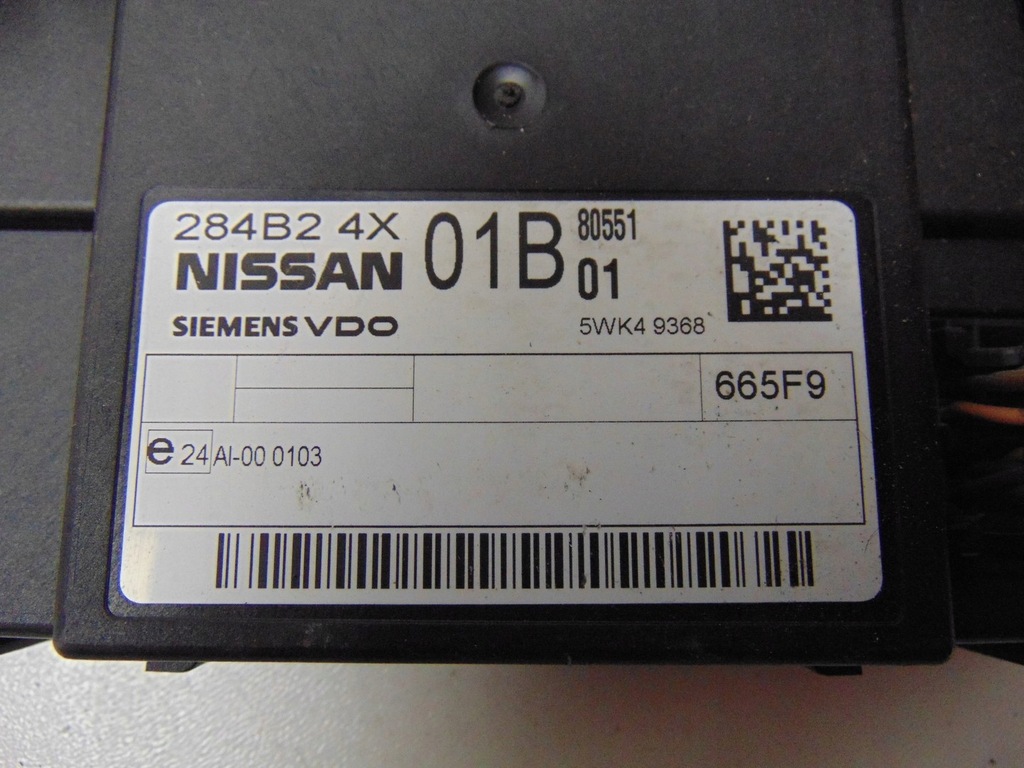 284B2 4X 01B 80551
NISSAN 01
SIEMENS VDO 5WK4 9368
665F9
e 24 AI-00 0103